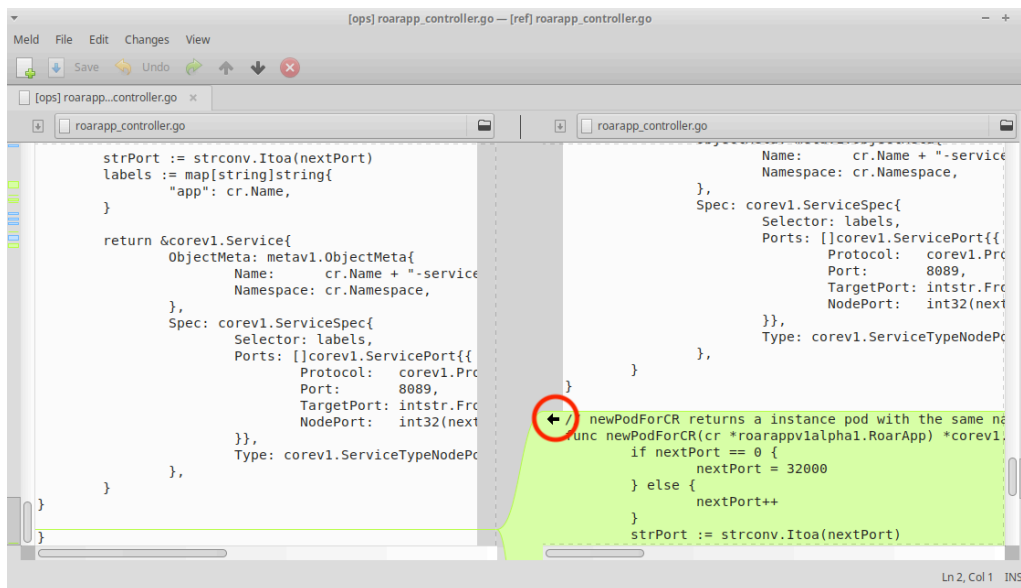 [ops] roarapp_controller.go — [ref] roarapp_controller.go
Meld File Edit Changes View
Save Undo
[ops] roarapp...controller.go
roarapp_controller.go
strPort := strconv.Itoa(nextPort)
labels := map[string]string{
"app": cr.Name,
}
return &corev1.Service{
ObjectMeta: metav1.ObjectMeta{
Name: cr.Name + "-service
Namespace: cr.Namespace,
},
Spec: corev1.ServiceSpec{
Selector: labels,
Ports: []corev1.ServicePort{{
Protocol: corev1.Pro
Port: 8089,
TargetPort: intstr.Fro
NodePort: int32(next
}},
Type: corev1.ServiceTypeNodePo
},
}
}
}
roarapp_controller.go
Name: cr.Name + "-service
Namespace: cr.Namespace,
},
Spec: corev1.ServiceSpec{
Selector: labels,
Ports: []corev1.ServicePort{{
Protocol: corev1.Pro
Port: 8089,
TargetPort: intstr.Fro
NodePort: int32(next
}},
Type: corev1.ServiceTypeNodePo
},
}
}
// newPodForCR returns a instance pod with the same na
func newPodForCR(cr *roarappv1alpha1.RoarApp) *corev1.
if nextPort == 0 {
nextPort = 32000
} else {
nextPort++
}
strPort := strconv.Itoa(nextPort)
Ln 2, Col 1 INS